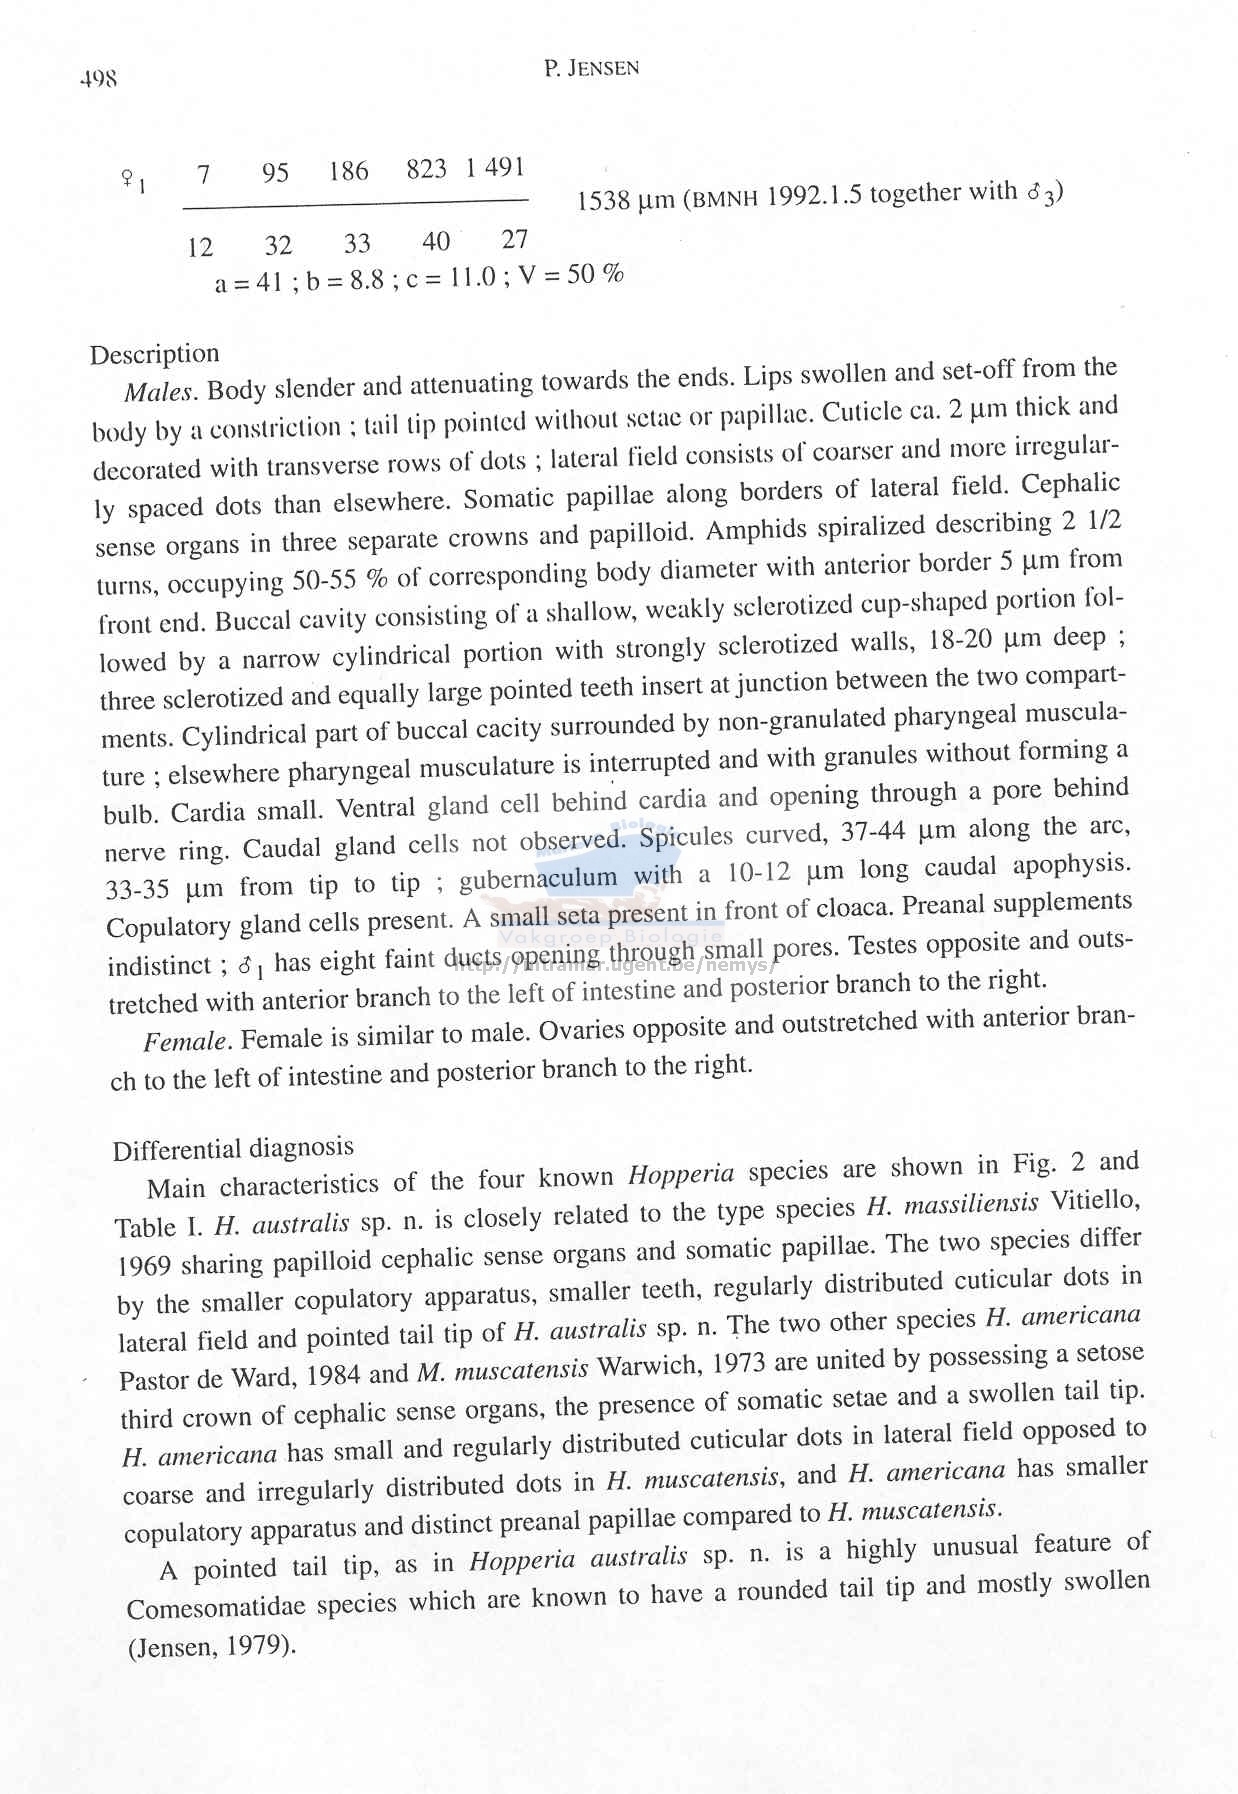 498
P. JENSEN
♀1 7 95 186 823 1 491
1538 µm (BMNH 1992.1.5 together with ♂3)
12 32 33 40 27
a = 41 ; b = 8.8 ; c = 11.0 ; V = 50 %
Description
Males. Body slender and attenuating towards the ends. Lips swollen and set-off from the
body by a constriction ; tail tip pointed without setae or papillae. Cuticle ca. 2 µm thick and
decorated with transverse rows of dots ; lateral field consists of coarser and more irregular-
ly spaced dots than elsewhere. Somatic papillae along borders of lateral field. Cephalic
sense organs in three separate crowns and papilloid. Amphids spiralized describing 2 1/2
turns, occupying 50-55 % of corresponding body diameter with anterior border 5 µm from
front end. Buccal cavity consisting of a shallow, weakly sclerotized cup-shaped portion fol-
lowed by a narrow cylindrical portion with strongly sclerotized walls, 18-20 µm deep ;
three sclerotized and equally large pointed teeth insert at junction between the two compart-
ments. Cylindrical part of buccal cacity surrounded by non-granulated pharyngeal muscula-
ture ; elsewhere pharyngeal musculature is interrupted and with granules without forming a
bulb. Cardia small. Ventral gland cell behind cardia and opening through a pore behind
nerve ring. Caudal gland cells not observed. Spicules curved, 37-44 µm along the arc,
33-35 µm from tip to tip ; gubernaculum with a 10-12 µm long caudal apophysis.
Copulatory gland cells present. A small seta present in front of cloaca. Preanal supplements
indistinct ; ♂1 has eight faint ducts opening through small pores. Testes opposite and outs-
tretched with anterior branch to the left of intestine and posterior branch to the right.
Female. Female is similar to male. Ovaries opposite and outstretched with anterior bran-
ch to the left of intestine and posterior branch to the right.
Differential diagnosis
Main characteristics of the four known Hopperia species are shown in Fig. 2 and
Table I. H. australis sp. n. is closely related to the type species H. massiliensis Vitiello,
1969 sharing papilloid cephalic sense organs and somatic papillae. The two species differ
by the smaller copulatory apparatus, smaller teeth, regularly distributed cuticular dots in
lateral field and pointed tail tip of H. australis sp. n. The two other species H. americana
Pastor de Ward, 1984 and M. muscatensis Warwich, 1973 are united by possessing a setose
third crown of cephalic sense organs, the presence of somatic setae and a swollen tail tip.
H. americana has small and regularly distributed cuticular dots in lateral field opposed to
coarse and irregularly distributed dots in H. muscatensis, and H. americana has smaller
copulatory apparatus and distinct preanal papillae compared to H. muscatensis.
A pointed tail tip, as in Hopperia australis sp. n. is a highly unusual feature of
Comesomatidae species which are known to have a rounded tail tip and mostly swollen
(Jensen, 1979).
Biologie
Vakgroep Biologie
ugent.be/nemys/